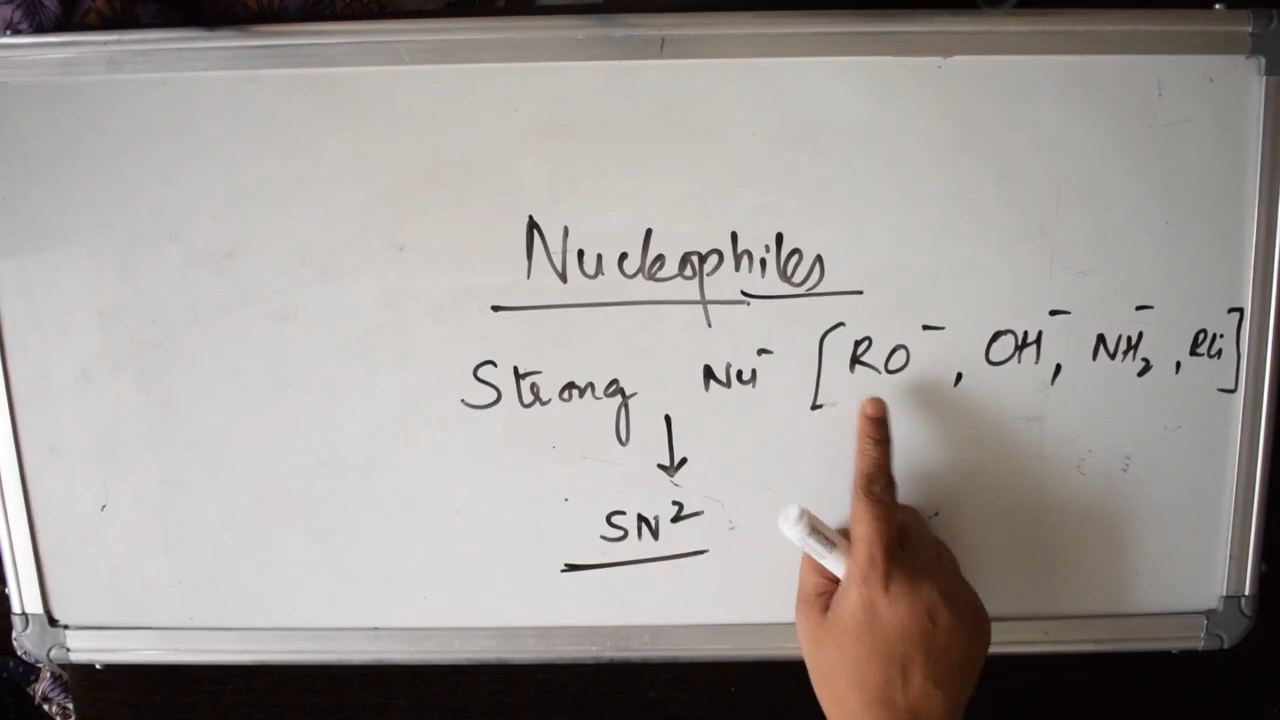 Nucleophiles
Strong Nu⁻ [RO⁻, OH⁻, NH₂⁻, RLi]
SN²